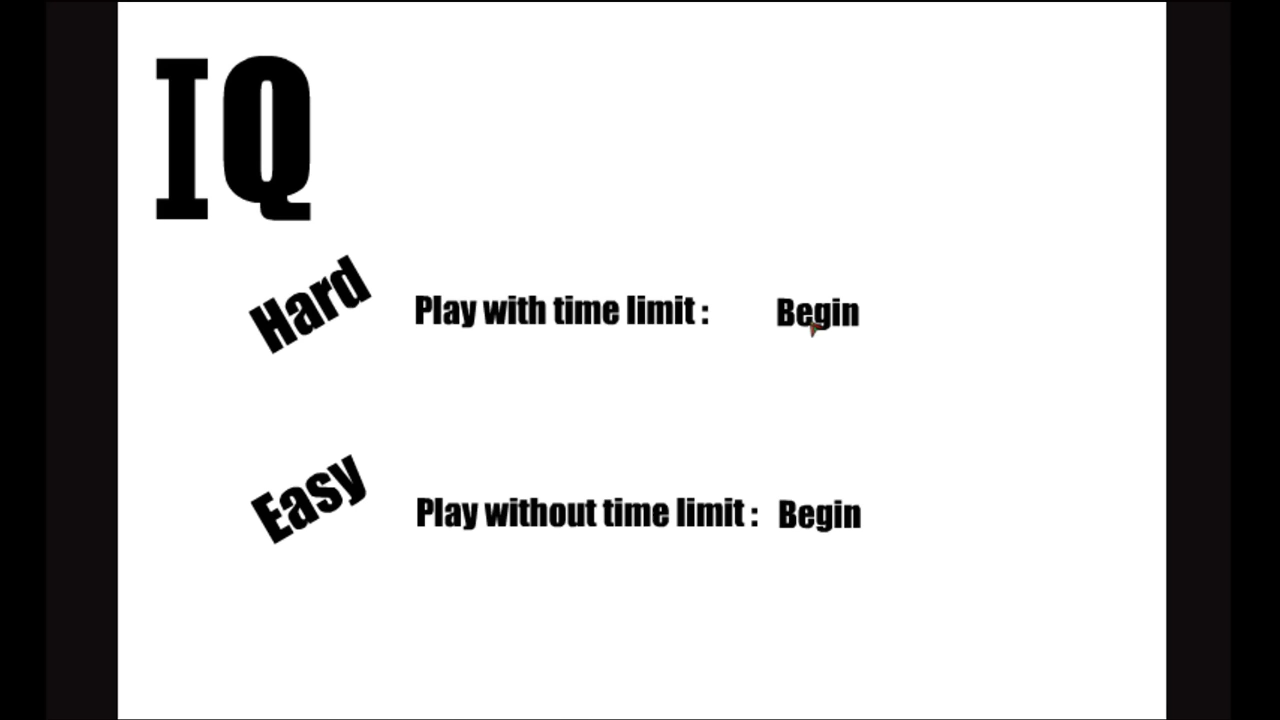 IQ
Hard
Play with time limit : Begin
Easy
Play without time limit : Begin